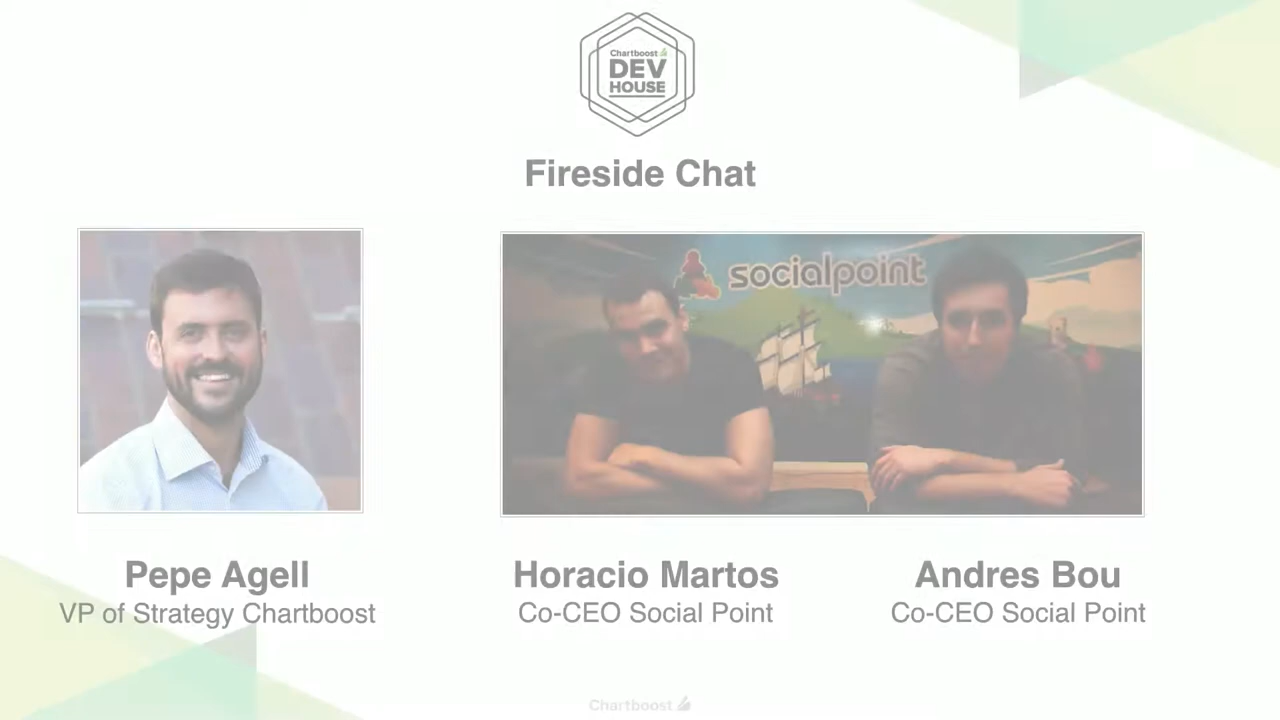 Chartboost
DEV
HOUSE
Fireside Chat
socialpoint
Pepe Agell
VP of Strategy Chartboost
Horacio Martos
Co-CEO Social Point
Andres Bou
Co-CEO Social Point
Chartboost